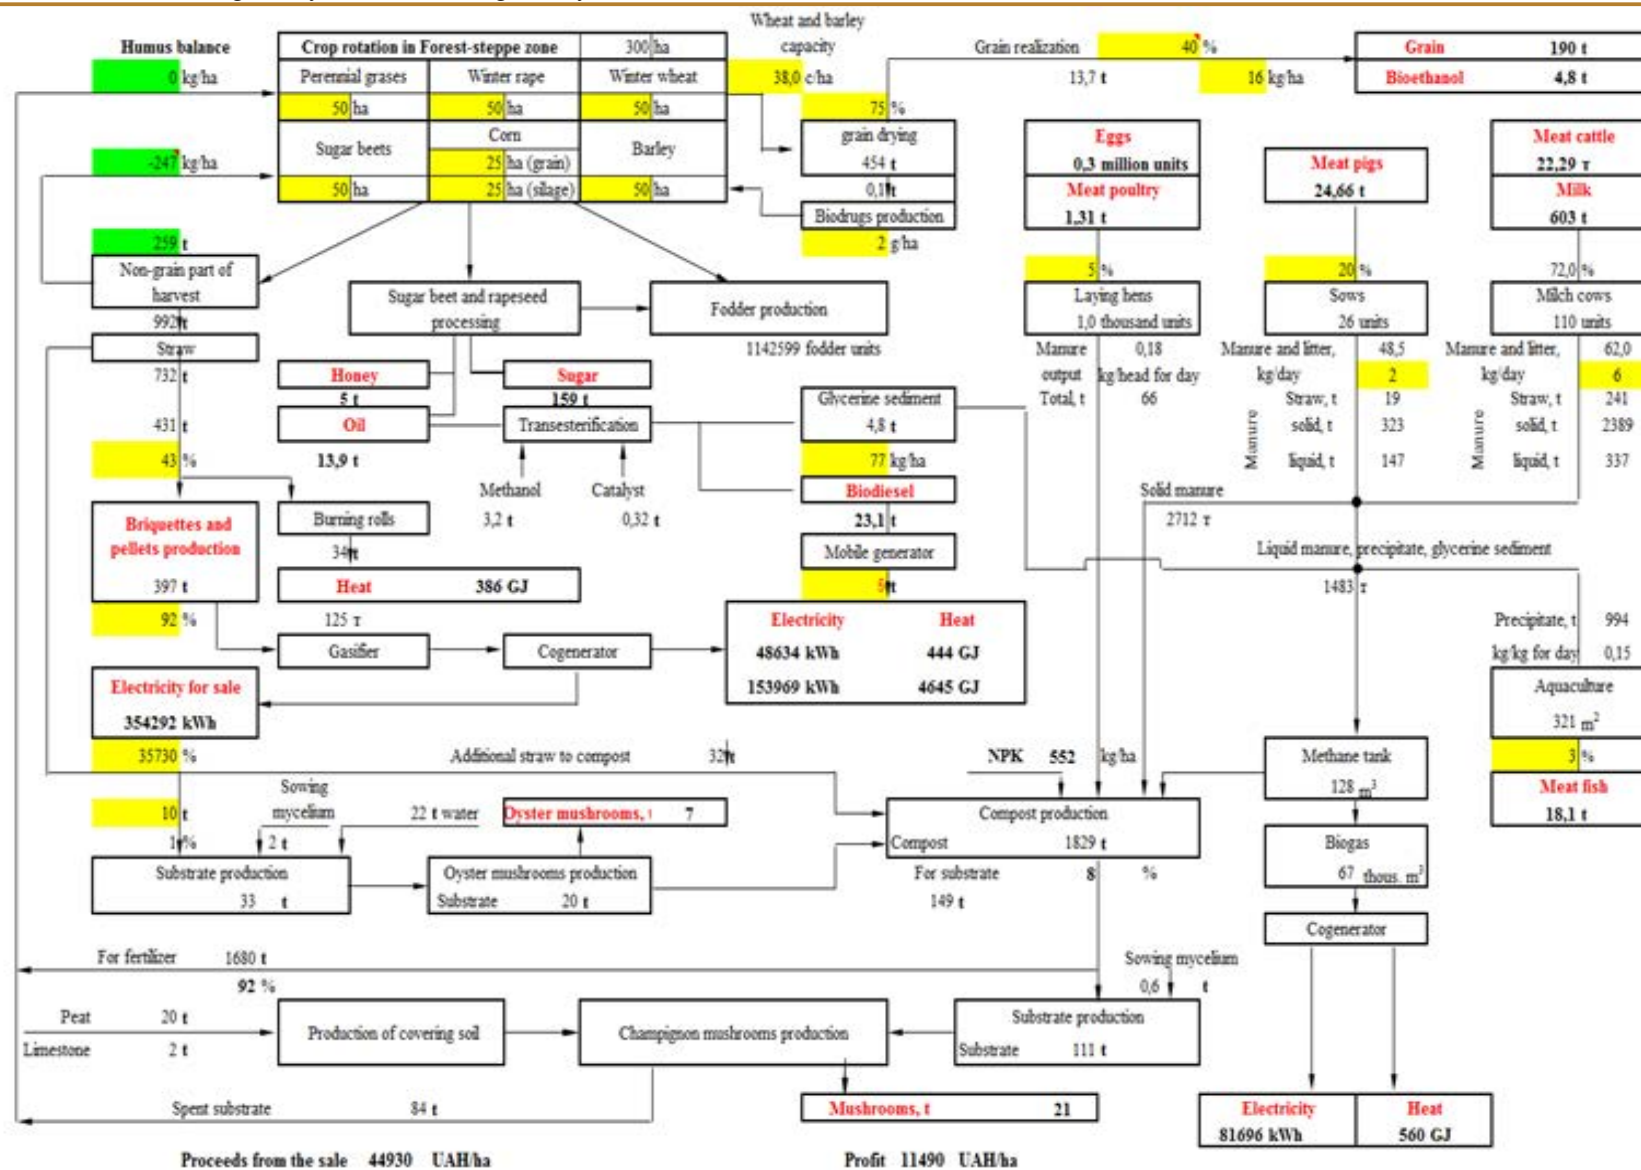 Wheat and barley
Humus balance Crop rotation in Forest-steppe zone 300 ha capacity Grain realization 40 % Grain 190 t
0 kg/ha Perennial grases Winter rape Winter wheat 38,0 c/ha 13,7 t 16 kg/ha Bioethanol 4,8 t
50 ha 50 ha 50 ha 75 %
Sugar beets Corn Barley grain drying Eggs Meat cattle
-247 kg/ha 25 ha (grain) 454 t 0,3 million units Meat pigs 22,29 т
50 ha 25 ha (silage) 50 ha 0,1 t Meat poultry 24,66 t Milk
Biodrugs production 1,31 t 603 t
259 t 2 g/ha
Non-grain part of harvest 5 % 20 % 72,0 %
Sugar beet and rapeseed processing Fodder production Laying hens Sows Milch cows
992 t 1,0 thousand units 26 units 110 units
Straw 1142599 fodder units Manure 0,18 Manure and litter, 48,5 Manure and litter, 62,0
732 t Honey Sugar output kg/head for day kg/day 2 kg/day 6
5 t 159 t Glycerine sediment Total, t 66 Straw, t 19 Straw, t 241
431 t Oil Transesterification 4,8 t Manure solid, t 323 Manure solid, t 2389
43 % 13,9 t 77 kg/ha liquid, t 147 liquid, t 337
Methanol Catalyst Biodiesel Solid manure
Briquettes and pellets production Burning rolls 3,2 t 0,32 t 23,1 t 2712 т
34 t Mobile generator Liquid manure, precipitate, glycerine sediment
397 t Heat 386 GJ t 1483 т
92 % 125 т Electricity Heat Precipitate, t 994
Gasifier Cogenerator 48634 kWh 444 GJ kg/kg for day 0,15
Electricity for sale 153969 kWh 4645 GJ Aquaculture
354292 kWh 321 m²
35730 % Additional straw to compost 32 t NPK 552 kg/ha Methane tank 3 %
Sowing mycelium 128 m³ Meat fish
10 t 22 t water Oyster mushrooms, 7 Compost production 18,1 t
1 % 2 t Compost 1829 t Biogas
Substrate production Oyster mushrooms production For substrate 8 % 67 thous. m³
33 t Substrate 20 t 149 t
Cogenerator
For fertilizer 1680 t Sowing mycelium
92 % 0,6 t
Peat 20 t Production of covering soil Champignon mushrooms production Substrate production
Limestone 2 t Substrate 111 t
Spent substrate 84 t Mushrooms, t 21 Electricity Heat
81696 kWh 560 GJ
Proceeds from the sale 44930 UAH/ha Profit 11490 UAH/ha